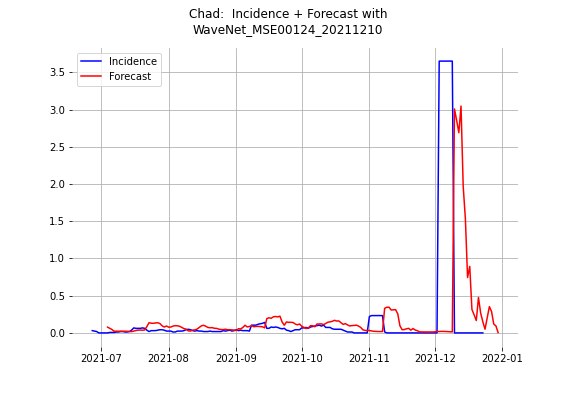 Chad:  Incidence + Forecast with
WaveNet_MSE00124_20211210
Incidence
Forecast
3.5
3.0
2.5
2.0
1.5
1.0
0.5
0.0
2021-07 2021-08 2021-09 2021-10 2021-11 2021-12 2022-01